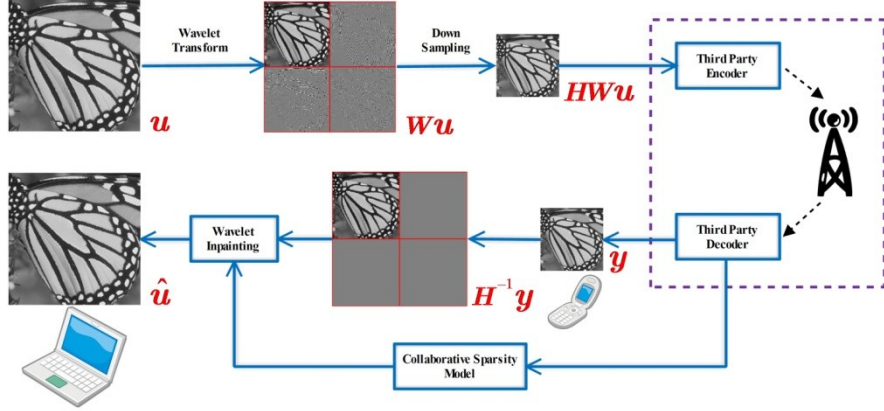 Wavelet
Transform
Down
Sampling
Third Party
Encoder
u
Wu
HWu
Wavelet
Inpainting
Third Party
Decoder
û
H⁻¹y
y
Collaborative Sparsity
Model